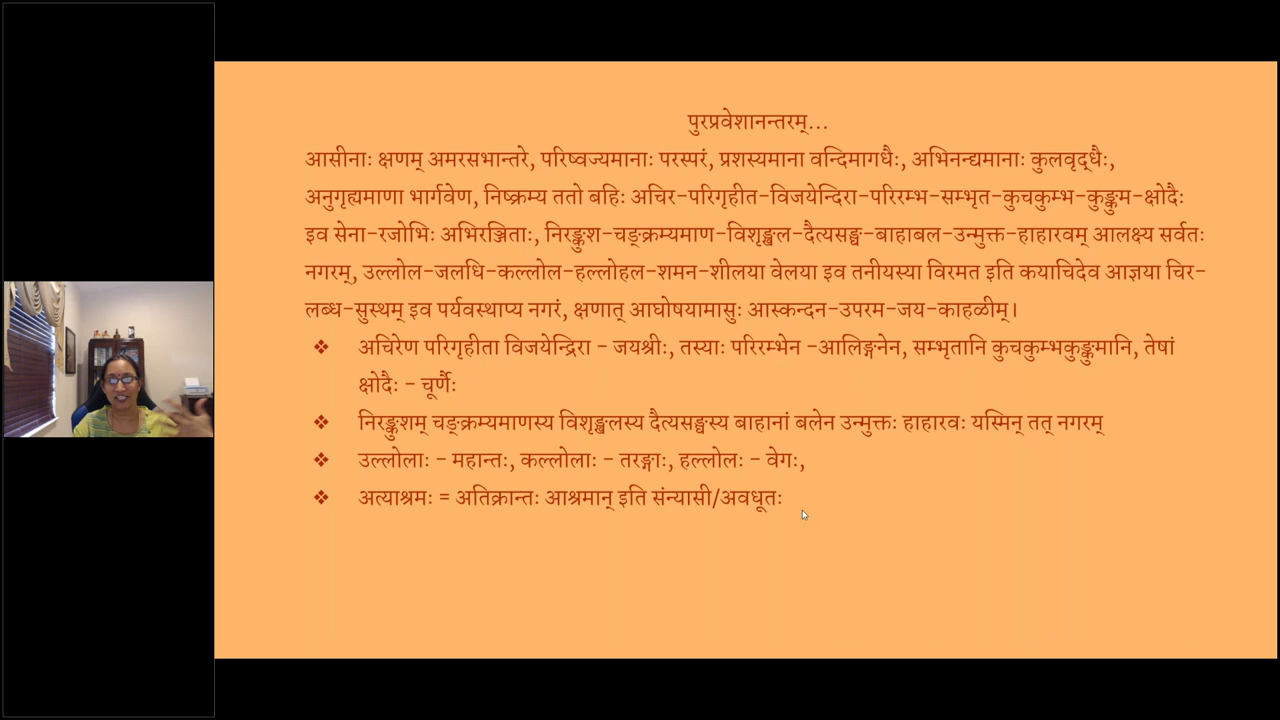 पुरप्रवेशानन्तरम्...
आसीनाः क्षणम् अमरसभान्तरे, परिष्वज्यमानाः परस्परं, प्रशस्यमाना वन्दिमागधैः, अभिनन्द्यमानाः कुलवृद्धैः,
अनुगृह्यमाणा भार्गवेण, निष्क्रम्य ततो बहिः अचिर-परिगृहीत-विजयेन्दिरा-परिरम्भ-सम्भृत-कुचकुम्भ-कुङ्कुम-क्षोदैः
इव सेना-रजोभिः अभिरञ्जिताः, निरङ्कुश-चङ्क्रम्यमाण-विशृङ्खल-दैत्यसङ्घ-बाहाबल-उन्मुक्त-हाहारवम् आलक्ष्य सर्वतः
नगरम्, उल्लोल-जलधि-कल्लोल-हल्लोहल-शमन-शीलया वेलया इव तनीयस्या विरमत इति कयाचिदेव आज्ञया चिर-
लब्ध-सुस्थम् इव पर्यवस्थाप्य नगरं, क्षणात् आघोषयामासुः आस्कन्दन-उपरम-जय-काहळीम्।
❖ अचिरेण परिगृहीता विजयेन्द्रिरा - जयश्रीः, तस्याः परिरम्भेन -आलिङ्गनेन, सम्भृतानि कुचकुम्भकुङ्कुमानि, तेषां
क्षोदैः - चूर्णैः
❖ निरङ्कुशम् चङ्क्रम्यमाणस्य विशृङ्खलस्य दैत्यसङ्घस्य बाहानां बलेन उन्मुक्तः हाहारवः यस्मिन् तत् नगरम्
❖ उल्लोलाः - महान्तः, कल्लोलाः - तरङ्गाः, हल्लोलः - वेगः,
❖ अत्याश्रमः = अतिक्रान्तः आश्रमान् इति संन्यासी/अवधूतः